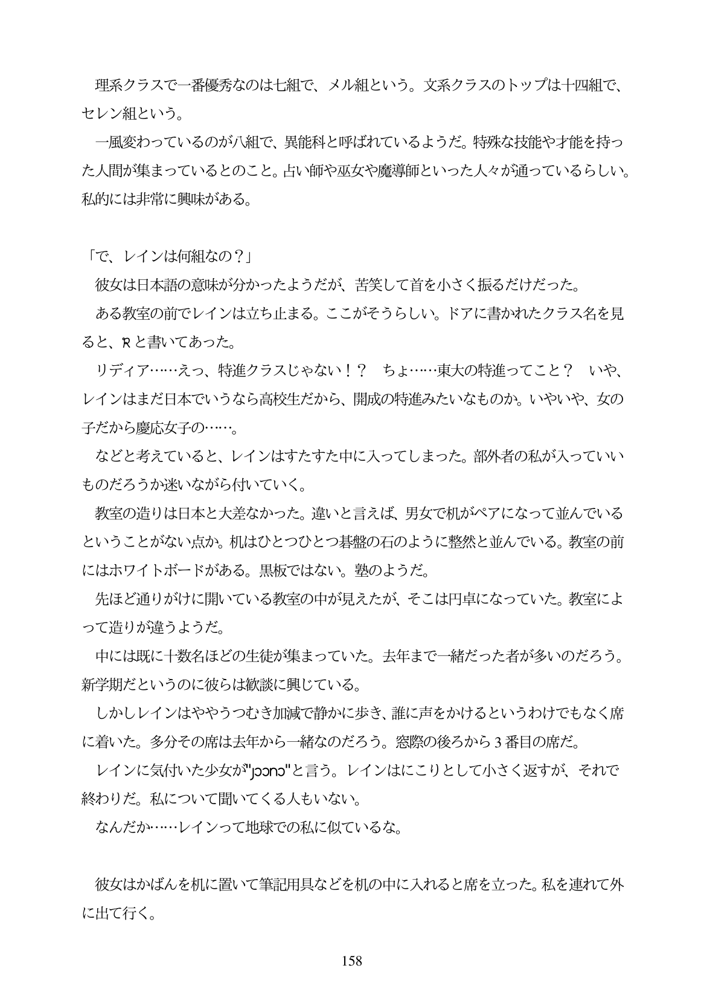 理系クラスで一番優秀なのは七組で、メル組という。文系クラスのトップは十四組で、
セレン組という。
一風変わっているのが八組で、異能科と呼ばれているようだ。特殊な技能や才能を持っ
た人間が集まっているとのこと。占い師や巫女や魔導師といった人々が通っているらしい。
私的には非常に興味がある。
「で、レインは何組なの？」
彼女は日本語の意味が分かったようだが、苦笑して首を小さく振るだけだった。
ある教室の前でレインは立ち止まる。ここがそうらしい。ドアに書かれたクラス名を見
ると、と書いてあった。
リディア……えっ、特進クラスじゃない！？　ちょ……東大の特進ってこと？　いや、
レインはまだ日本でいうなら高校生だから、開成の特進みたいなものか。いやいや、女の
子だから慶応女子の……。
などと考えていると、レインはすたすた中に入ってしまった。部外者の私が入っていい
ものだろうか迷いながら付いていく。
教室の造りは日本と大差なかった。違いと言えば、男女で机がペアになって並んでいる
ということがない点か。机はひとつひとつ碁盤の石のように整然と並んでいる。教室の前
にはホワイトボードがある。黒板ではない。塾のようだ。
先ほど通りがけに開いている教室の中が見えたが、そこは円卓になっていた。教室によ
って造りが違うようだ。
中には既に十数名ほどの生徒が集まっていた。去年まで一緒だった者が多いのだろう。
新学期だというのに彼らは歓談に興じている。
しかしレインはややうつむき加減で静かに歩き、誰に声をかけるというわけでもなく席
に着いた。多分その席は去年から一緒なのだろう。窓際の後ろから 3 番目の席だ。
レインに気付いた少女が""と言う。レインはにこりとして小さく返すが、それで
終わりだ。私について聞いてくる人もいない。
なんだか……レインって地球での私に似ているな。
彼女はかばんを机に置いて筆記用具などを机の中に入れると席を立った。私を連れて外
に出て行く。
158